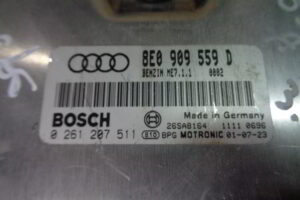 8E0 909 559 D
BENZIN ME7.1.1 0002
BOSCH
Made in Germany
26SA8164 1111 0696
0 261 207 511
BPG MOTRONIC 01-07-23